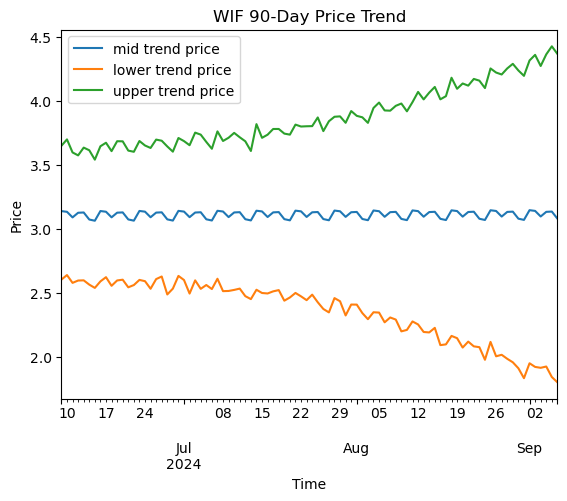 WIF 90-Day Price Trend
mid trend price
lower trend price
upper trend price
4.5
4.0
3.5
3.0
2.5
2.0
Price
10 17 24 08 15 22 29 05 12 19 26 02
Jul Aug Sep
2024
Time